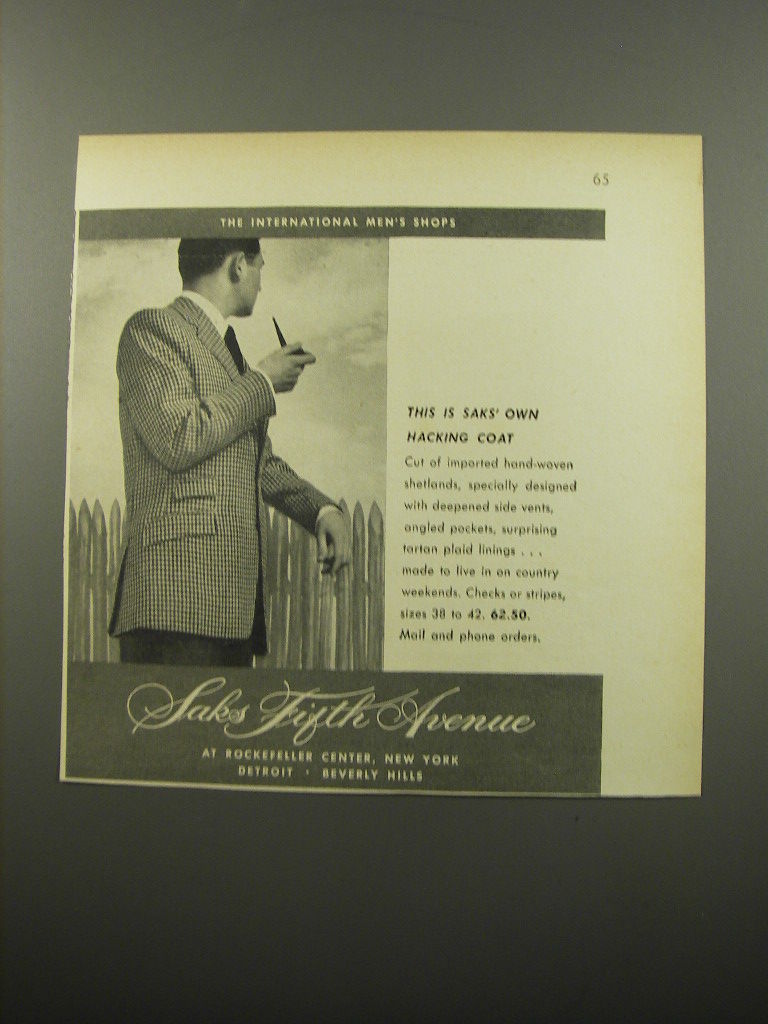 65
THE INTERNATIONAL MEN'S SHOPS
THIS IS SAKS' OWN
HACKING COAT
Cut of imported hand-woven
shetlands, specially designed
with deepened side vents,
angled pockets, surprising
tartan plaid linings . . .
made to live in on country
weekends. Checks or stripes,
sizes 38 to 42. 62.50.
Mail and phone orders.
Saks Fifth Avenue
AT ROCKEFELLER CENTER, NEW YORK
DETROIT · BEVERLY HILLS